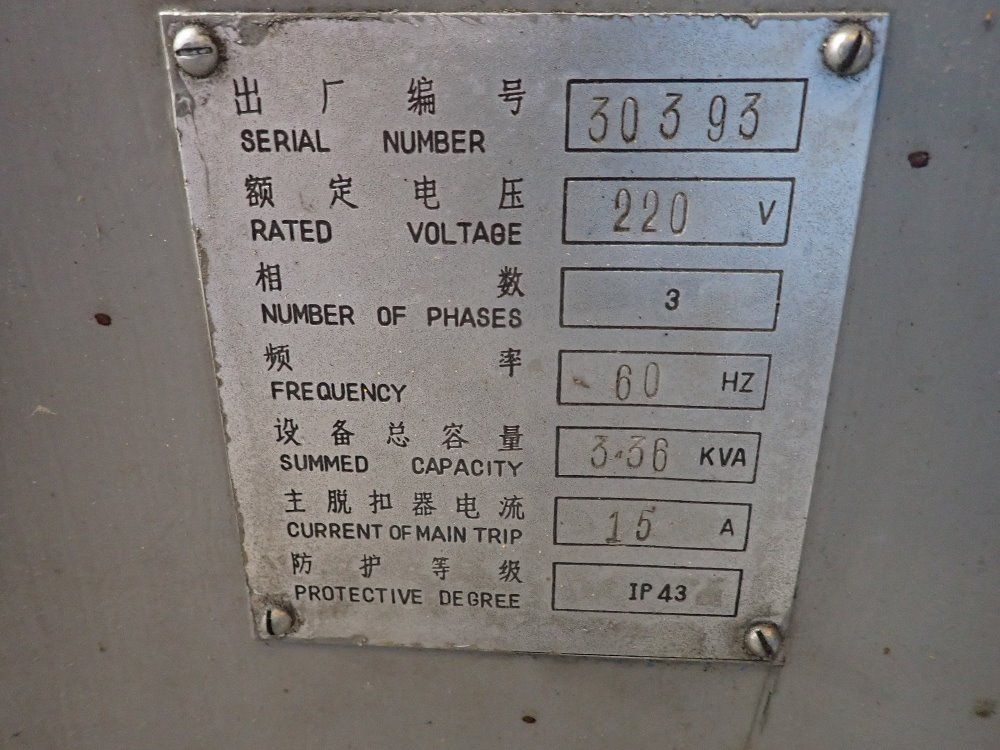 出厂编号 30393
SERIAL NUMBER
额定电压 220 V
RATED VOLTAGE
相数 3
NUMBER OF PHASES
频率 60 HZ
FREQUENCY
设备总容量 3.36 KVA
SUMMED CAPACITY
主脱扣器电流 15 A
CURRENT OF MAIN TRIP
防护等级 IP43
PROTECTIVE DEGREE